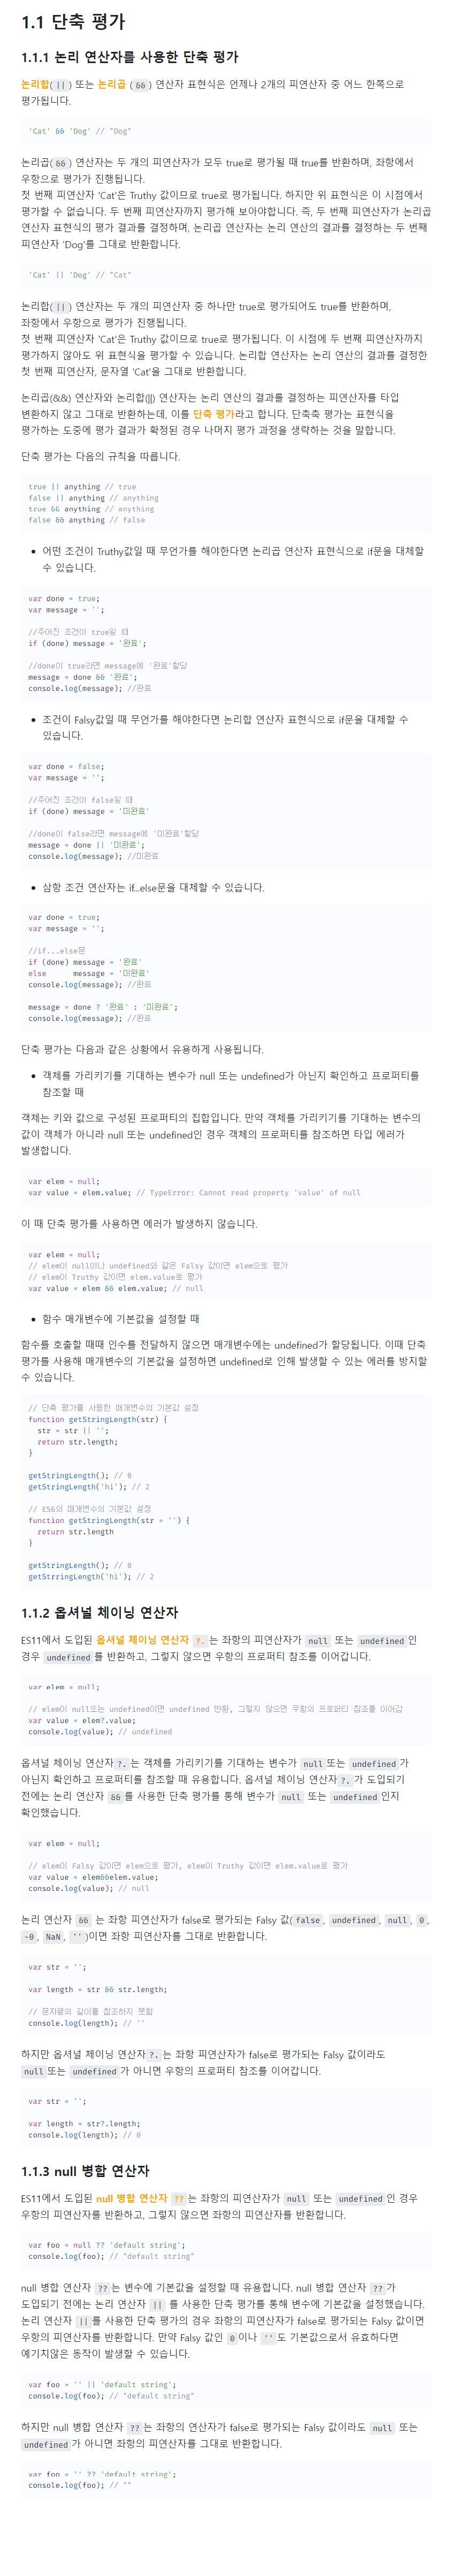 1.1 단축 평가
1.1.1 논리 연산자를 사용한 단축 평가
논리합( || ) 또는 논리곱 ( && ) 연산자 표현식은 언제나 2개의 피연산자 중 어느 한쪽으로
평가됩니다.
'Cat' && 'Dog' // "Dog"
논리곱( && ) 연산자는 두 개의 피연산자가 모두 true로 평가될 때 true를 반환하며, 좌항에서
우항으로 평가가 진행됩니다.
첫 번째 피연산자 'Cat'은 Truthy 값이므로 true로 평가됩니다. 하지만 위 표현식은 이 시점에서
평가할 수 없습니다. 두 번째 피연산자까지 평가해 보아야합니다. 즉, 두 번째 피연산자가 논리곱
연산자 표현식의 평가 결과를 결정하며, 논리곱 연산자는 논리 연산의 결과를 결정하는 두 번째
피연산자 'Dog'를 그대로 반환합니다.
'Cat' || 'Dog' // "Cat"
논리합( || ) 연산자는 두 개의 피연산자 중 하나만 true로 평가되어도 true를 반환하며,
좌항에서 우항으로 평가가 진행됩니다.
첫 번째 피연산자 'Cat'은 Truthy 값이므로 true로 평가됩니다. 이 시점에 두 번째 피연산자까지
평가하지 않아도 위 표현식을 평가할 수 있습니다. 논리합 연산자는 논리 연산의 결과를 결정한
첫 번째 피연산자, 문자열 'Cat'을 그대로 반환합니다.
논리곱(&&) 연산자와 논리합(||) 연산자는 논리 연산의 결과를 결정하는 피연산자를 타입
변환하지 않고 그대로 반환하는데, 이를 단축 평가라고 합니다. 단축축 평가는 표현식을
평가하는 도중에 평가 결과가 확정된 경우 나머지 평가 과정을 생략하는 것을 말합니다.
단축 평가는 다음의 규칙을 따릅니다.
true || anything // true
false || anything // anything
true && anything // anything
false && anything // false
• 어떤 조건이 Truthy값일 때 무언가를 해야한다면 논리곱 연산자 표현식으로 if문을 대체할
수 있습니다.
var done = true;
var message = '';
//주어진 조건이 true일 때
if (done) message = '완료';
//done이 true라면 message에 '완료'할당
message = done && '완료';
console.log(message); //완료
• 조건이 Falsy값일 때 무언가를 해야한다면 논리합 연산자 표현식으로 if문을 대체할 수
있습니다.
var done = false;
var message = '';
//주어진 조건이 false일 때
if (done) message = '미완료'
//done이 false라면 message에 '미완료'할당
message = done || '미완료';
console.log(message); //미완료
• 삼항 조건 연산자는 if...else문을 대체할 수 있습니다.
var done = true;
var message = '';
//if...else문
if (done) message = '완료'
else message = '미완료'
console.log(message); //완료
message = done ? '완료' : '미완료';
console.log(message); //완료
단축 평가는 다음과 같은 상황에서 유용하게 사용됩니다.
• 객체를 가리키기를 기대하는 변수가 null 또는 undefined가 아닌지 확인하고 프로퍼티를
참조할 때
객체는 키와 값으로 구성된 프로퍼티의 집합입니다. 만약 객체를 가리키기를 기대하는 변수의
값이 객체가 아니라 null 또는 undefined인 경우 객체의 프로퍼티를 참조하면 타입 에러가
발생합니다.
var elem = null;
var value = elem.value; // TypeError: Cannot read property 'value' of null
이 때 단축 평가를 사용하면 에러가 발생하지 않습니다.
var elem = null;
// elem이 null이나 undefined와 같은 Falsy 값이면 elem으로 평가
// elem이 Truthy 값이면 elem.value로 평가
var value = elem && elem.value; // null
• 함수 매개변수에 기본값을 설정할 때
함수를 호출할 때때 인수를 전달하지 않으면 매개변수에는 undefined가 할당됩니다. 이때 단축
평가를 사용해 매개변수의 기본값을 설정하면 undefined로 인해 발생할 수 있는 에러를 방지할
수 있습니다.
// 단축 평가를 사용한 매개변수의 기본값 설정
function getStringLength(str) {
str = str || '';
return str.length;
}
getStringLength(); // 0
getStringLength('hi'); // 2
// ES6의 매개변수의 기본값 설정
function getStringLength(str = '') {
return str.length
}
getStringLength(); // 0
getStrringLength('hi'); // 2
1.1.2 옵셔널 체이닝 연산자
ES11에서 도입된 옵셔널 체이닝 연산자 ?. 는 좌항의 피연산자가 null 또는 undefined 인
경우 undefined 를 반환하고, 그렇지 않으면 우항의 프로퍼티 참조를 이어갑니다.
var elem = null;
// elem이 null또는 undefined이면 undefined 반환, 그렇지 않으면 우항의 프로퍼티 참조를 이어감
var value = elem?.value;
console.log(value); // undefined
옵셔널 체이닝 연산자 ?. 는 객체를 가리키기를 기대하는 변수가 null 또는 undefined 가
아닌지 확인하고 프로퍼티를 참조할 때 유용합니다. 옵셔널 체이닝 연산자 ?. 가 도입되기
전에는 논리 연산자 && 를 사용한 단축 평가를 통해 변수가 null 또는 undefined 인지
확인했습니다.
var elem = null;
// elem이 Falsy 값이면 elem으로 평가, elem이 Truthy 값이면 elem.value로 평가
var value = elem&&elem.value;
console.log(value); // null
논리 연산자 && 는 좌항 피연산자가 false로 평가되는 Falsy 값( false , undefined , null , 0 ,
-0 , NaN , '' )이면 좌항 피연산자를 그대로 반환합니다.
var str = '';
var length = str && str.length;
// 문자열의 길이를 참조하지 못함
console.log(length); // ''
하지만 옵셔널 체이닝 연산자 ?. 는 좌항 피연산자가 false로 평가되는 Falsy 값이라도
null 또는 undefined 가 아니면 우항의 프로퍼티 참조를 이어갑니다.
var str = '';
var length = str?.length;
console.log(length); // 0
1.1.3 null 병합 연산자
ES11에서 도입된 null 병합 연산자 ?? 는 좌항의 피연산자가 null 또는 undefined 인 경우
우항의 피연산자를 반환하고, 그렇지 않으면 좌항의 피연산자를 반환합니다.
var foo = null ?? 'default string';
console.log(foo); // "default string"
null 병합 연산자 ?? 는 변수에 기본값을 설정할 때 유용합니다. null 병합 연산자 ?? 가
도입되기 전에는 논리 연산자 || 를 사용한 단축 평가를 통해 변수에 기본값을 설정했습니다.
논리 연산자 || 를 사용한 단축 평가의 경우 좌항의 피연산자가 false로 평가되는 Falsy 값이면
우항의 피연산자를 반환합니다. 만약 Falsy 값인 0 이나 '' 도 기본값으로서 유효하다면
예기치않은 동작이 발생할 수 있습니다.
var foo = '' || 'default string';
console.log(foo); // "default string"
하지만 null 병합 연산자 ?? 는 좌항의 연산자가 false로 평가되는 Falsy 값이라도 null 또는
undefined 가 아니면 좌항의 피연산자를 그대로 반환합니다.
var foo = '' ?? 'default string';
console.log(foo); // ""